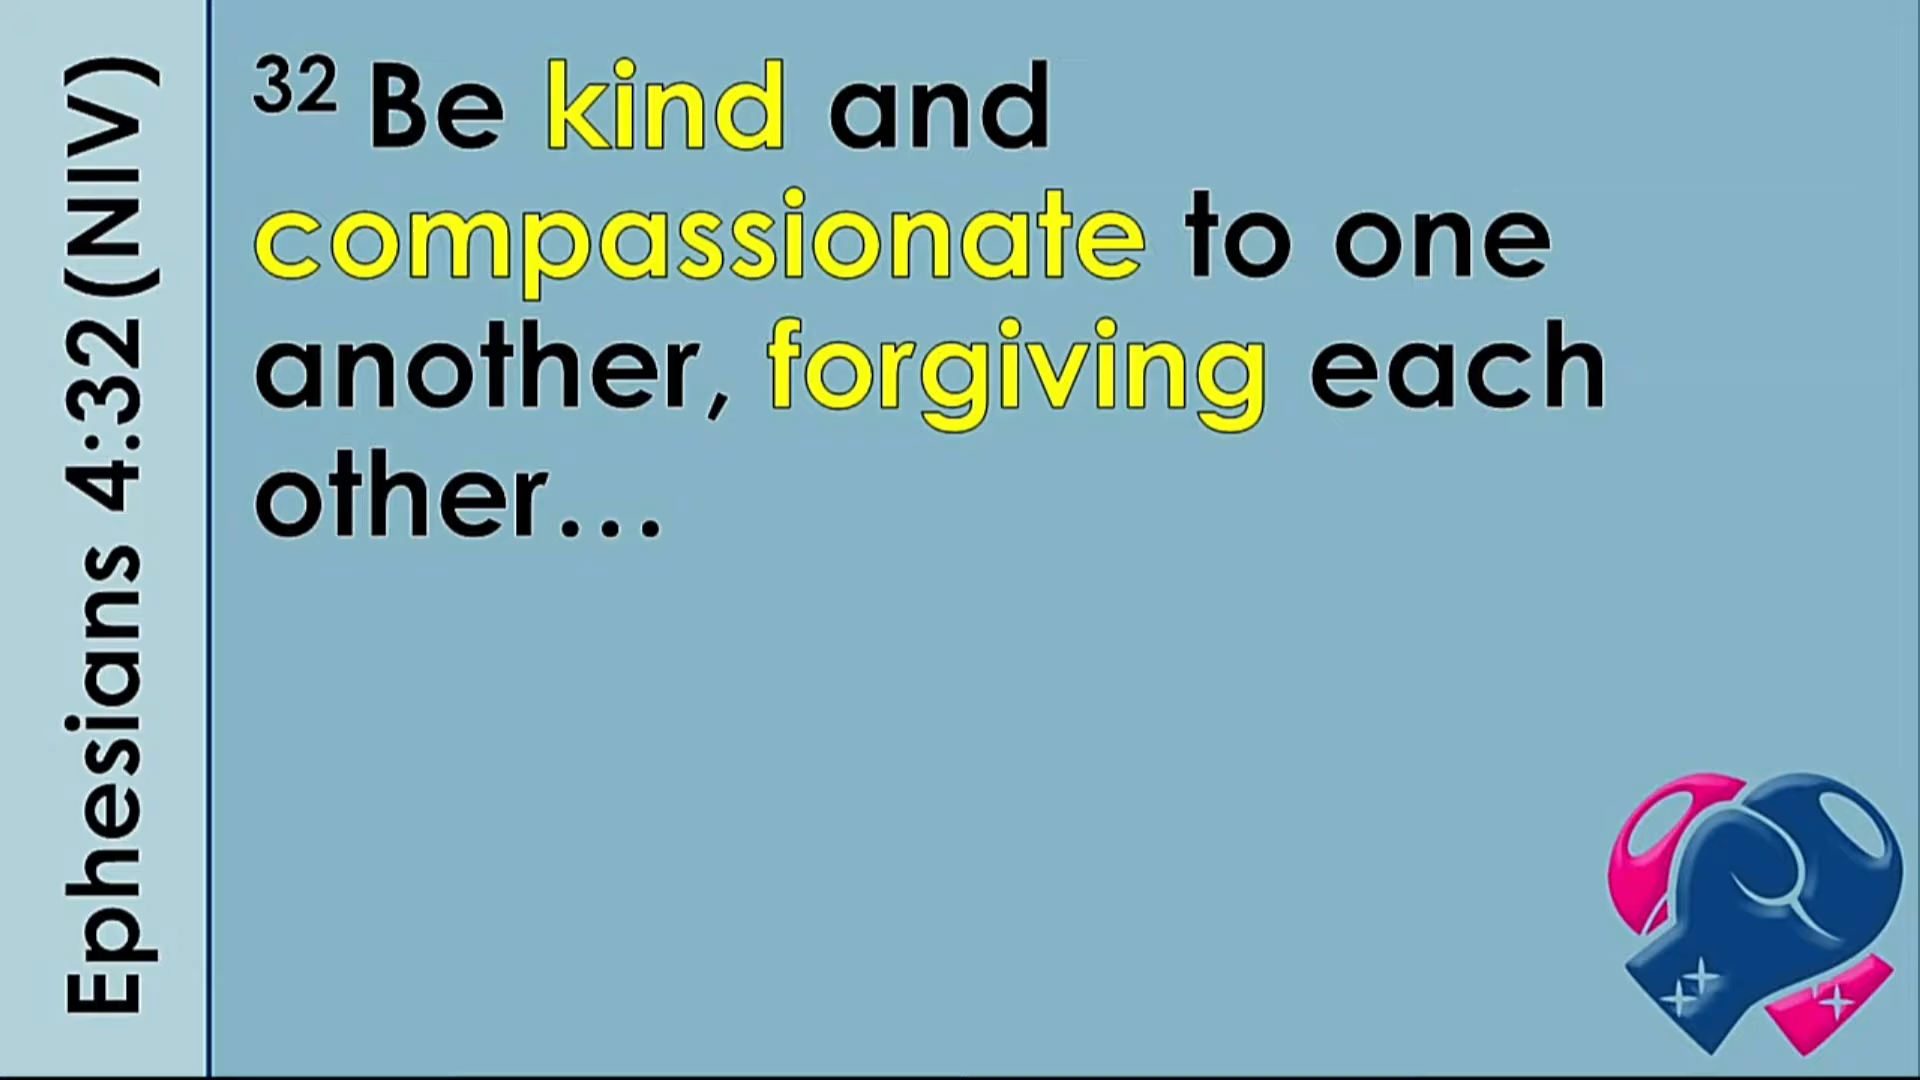 Ephesians 4:32 (NIV)
32 Be kind and
compassionate to one
another, forgiving each
other...